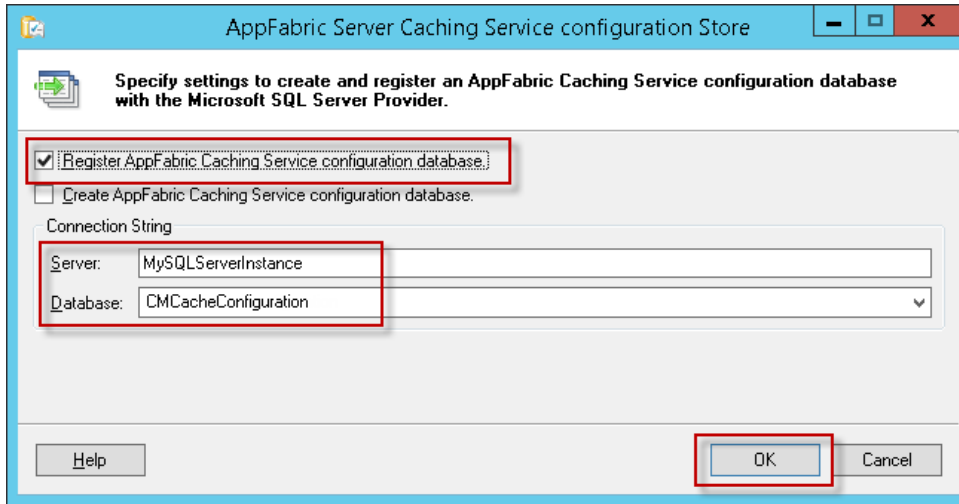 AppFabric Server Caching Service configuration Store
Specify settings to create and register an AppFabric Caching Service configuration database
with the Microsoft SQL Server Provider.
Register AppFabric Caching Service configuration database.
Create AppFabric Caching Service configuration database.
Connection String
Server: MySQLServerInstance
Database: CMCacheConfiguration
Help OK Cancel